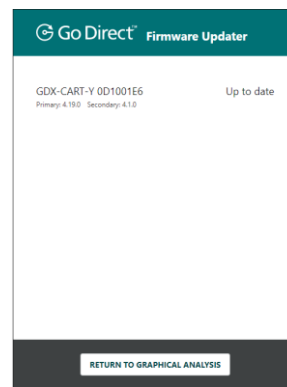 Go Direct™ Firmware Updater
GDX-CART-Y 0D1001E6 Up to date
Primary: 4.19.0 Secondary: 4.1.0
RETURN TO GRAPHICAL ANALYSIS